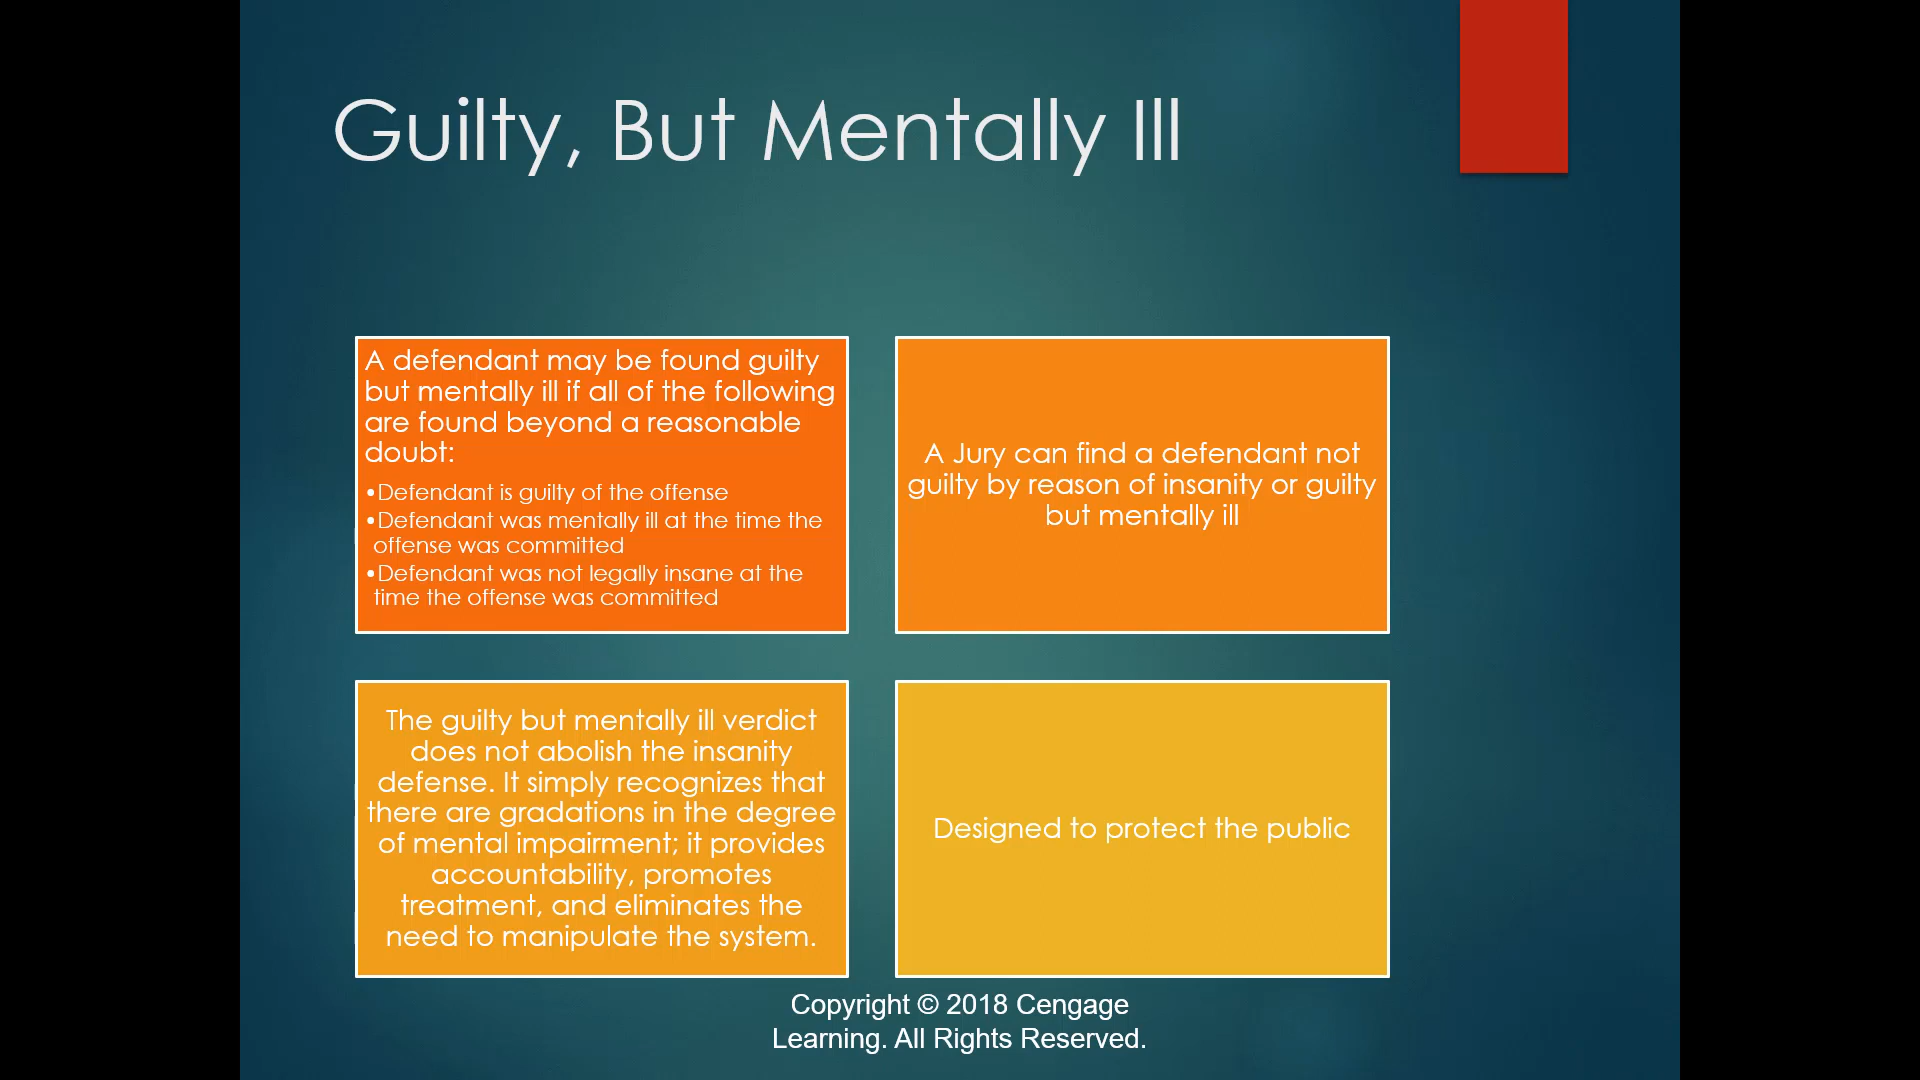 Guilty, But Mentally Ill
A defendant may be found guilty
but mentally ill if all of the following
are found beyond a reasonable
doubt:
•Defendant is guilty of the offense
•Defendant was mentally ill at the time the
offense was committed
•Defendant was not legally insane at the
time the offense was committed
A Jury can find a defendant not
guilty by reason of insanity or guilty
but mentally ill
The guilty but mentally ill verdict
does not abolish the insanity
defense. It simply recognizes that
there are gradations in the degree
of mental impairment; it provides
accountability, promotes
treatment, and eliminates the
need to manipulate the system.
Designed to protect the public
Copyright © 2018 Cengage
Learning. All Rights Reserved.